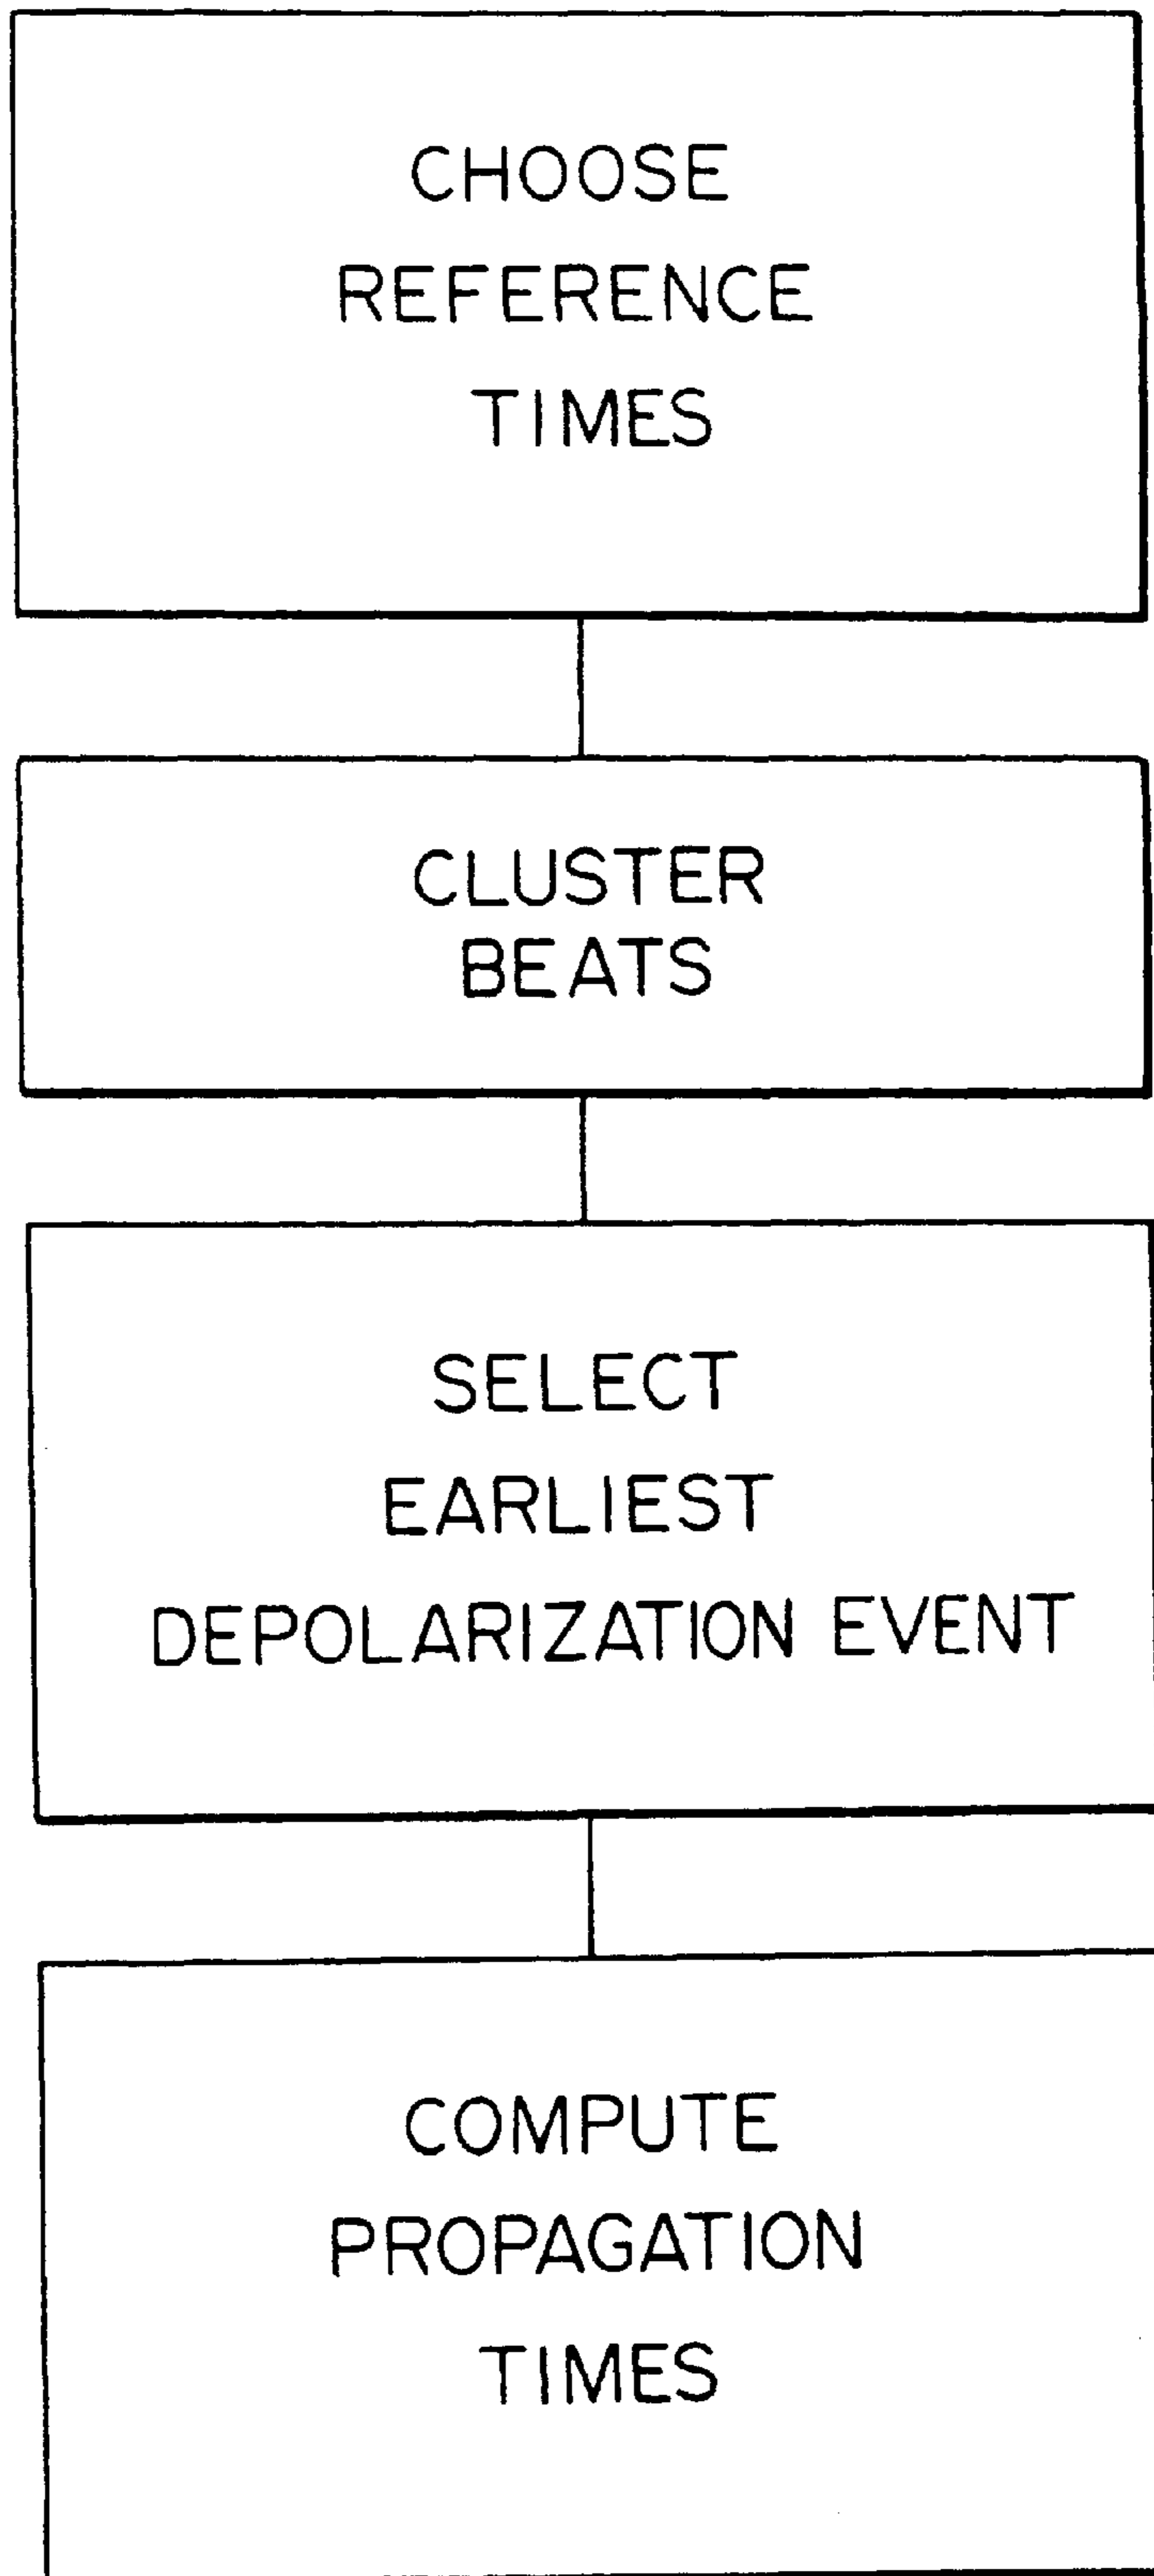 CHOOSE
REFERENCE
TIMES
CLUSTER
BEATS
SELECT
EARLIEST
DEPOLARIZATION EVENT
COMPUTE
PROPAGATION
TIMES